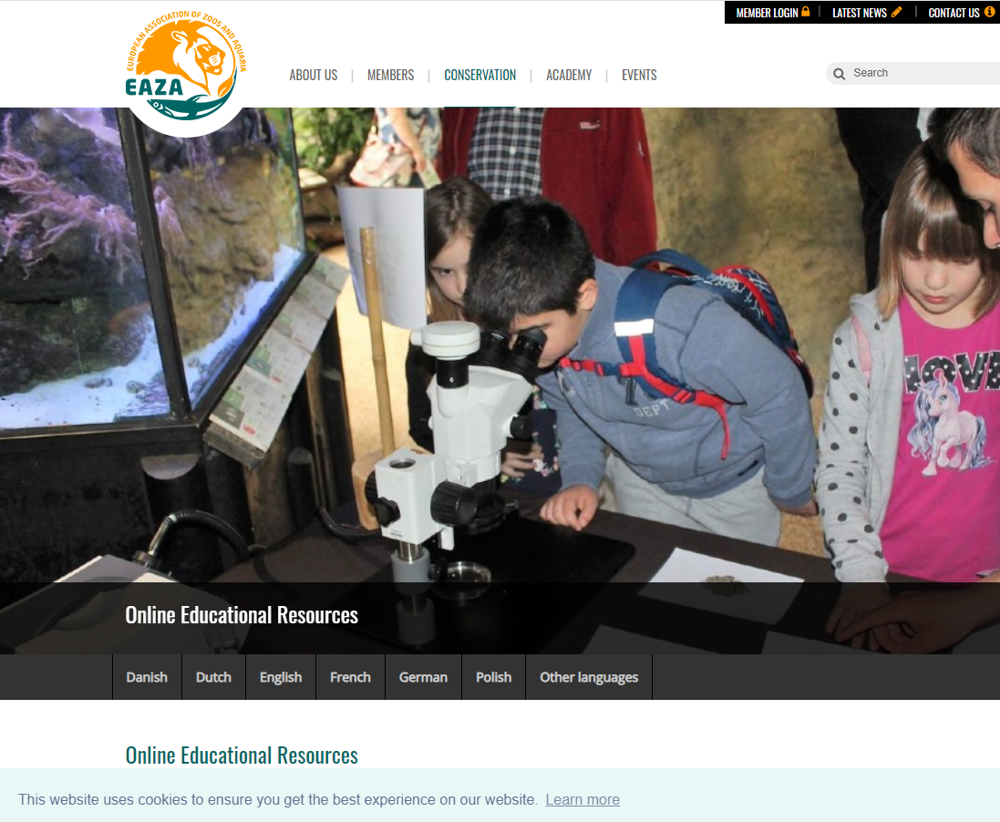 MEMBER LOGIN | LATEST NEWS | CONTACT US
EUROPEAN ASSOCIATION OF ZOOS AND AQUARIA
EAZA
ABOUT US | MEMBERS | CONSERVATION | ACADEMY | EVENTS
Search
DEPT
LOVE
Online Educational Resources
Danish Dutch English French German Polish Other languages
Online Educational Resources
This website uses cookies to ensure you get the best experience on our website. Learn more